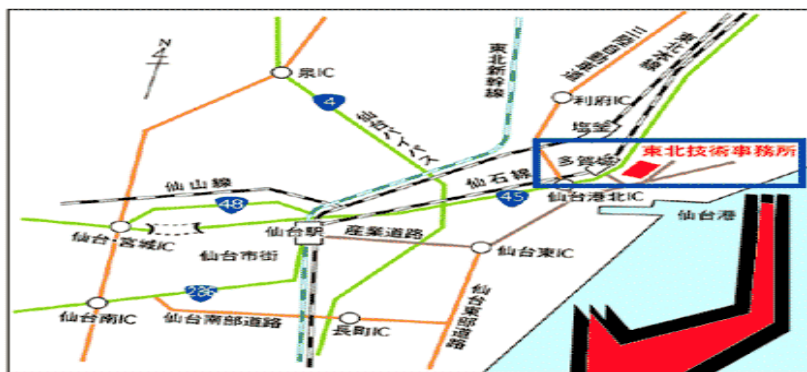 N
泉IC
4
仙台バイパス
東北新幹線
三陸自動車道
東北本線
利府IC
塩釜
東北技術事務所
多賀城
仙山線
仙石線
48
45
仙台港北IC
仙台港
仙台・宮城IC
仙台駅
産業道路
仙台東IC
仙台市街
286
仙台南IC
仙台南部道路
長町IC
仙台東部道路